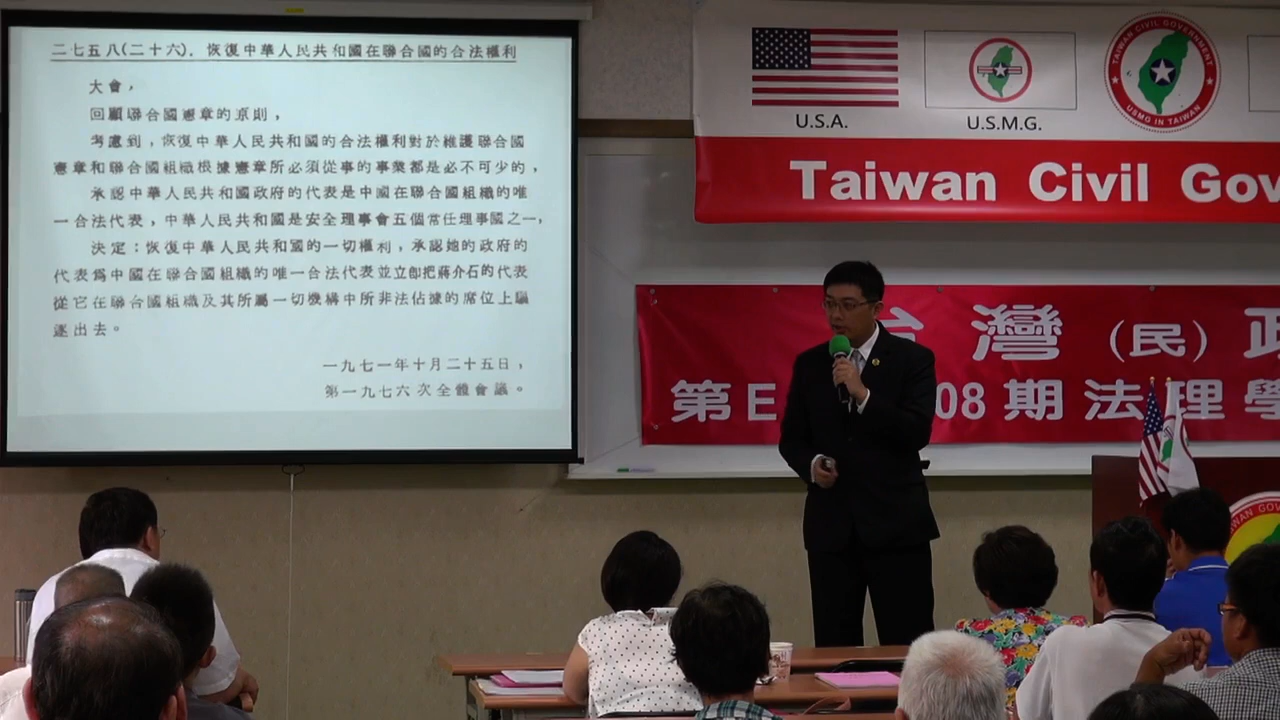 二七五八(二十六). 恢復中華人民共和國在聯合國的合法權利
大會，
回顧聯合國憲章的原則，
考慮到，恢復中華人民共和國的合法權利對於維護聯合國
憲章和聯合國組織根據憲章所必須從事的事業都是必不可少的，
承認中華人民共和國政府的代表是中國在聯合國組織的唯
一合法代表，中華人民共和國是安全理事會五個常任理事國之一，
決定：恢復中華人民共和國的一切權利，承認她的政府的
代表為中國在聯合國組織的唯一合法代表並立即把蔣介石的代表
從它在聯合國組織及其所屬一切機構中所非法佔據的席位上驅
逐出去。
一九七一年十月二十五日，
第一九七六次全體會議。
U.S.A.
U.S.M.G.
TAIWAN CIVIL GOVERNMENT
USMG IN TAIWAN
Taiwan Civil Gov
台灣（民）政
第E 08期法理學
WAN GOV